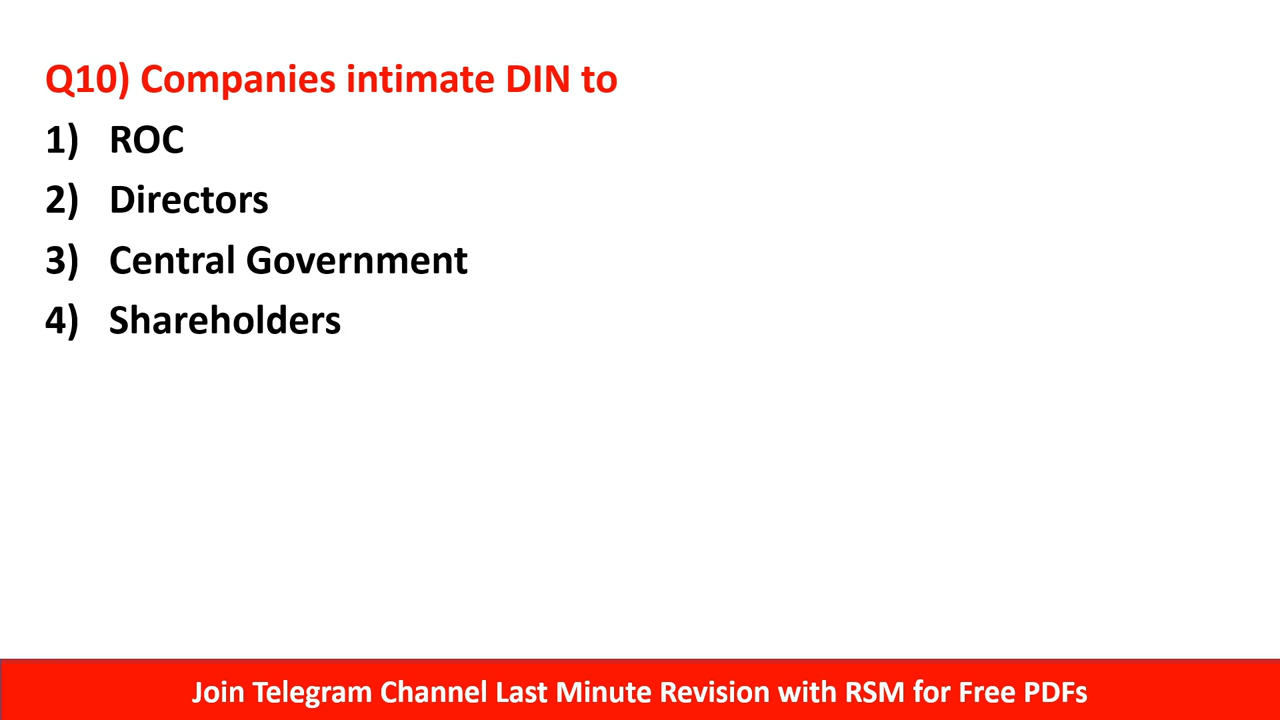 Q10) Companies intimate DIN to
1) ROC
2) Directors
3) Central Government
4) Shareholders
Join Telegram Channel Last Minute Revision with RSM for Free PDFs